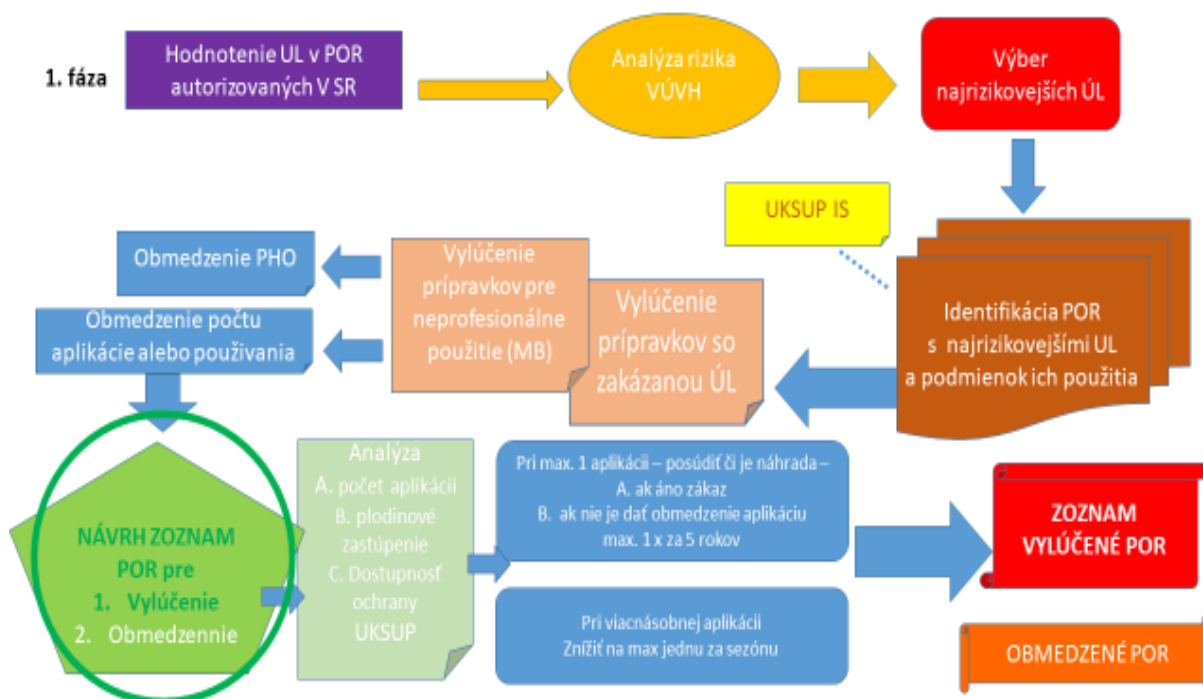 1. fáza
Hodnotenie UL v POR
autorizovaných V SR
Analýza rizika
VÚVH
Výber
najrizikovejších ÚL
UKSUP IS
Identifikácia POR
s najrizikovejšími UL
a podmienok ich použitia
Vylúčenie
prípravkov so
zakázanou ÚL
Vylúčenie
prípravkov pre
neprofesionálne
použitie (MB)
Obmedzenie PHO
Obmedzenie počtu
aplikácie alebo použivania
NÁVRH ZOZNAM
POR pre
1. Vylúčenie
2. Obmedzennie
Analýza
A. počet aplikácii
B. plodinové
zastúpenie
C. Dostupnosť
ochrany
UKSUP
Pri max. 1 aplikácii – posúdiť či je náhrada –
A. ak áno zákaz
B. ak nie je dať obmedzenie aplikáciu
max. 1 x za 5 rokov
Pri viacnásobnej aplikácii
Znížiť na max jednu za sezónu
ZOZNAM
VYLÚČENÉ POR
OBMEDZENÉ POR